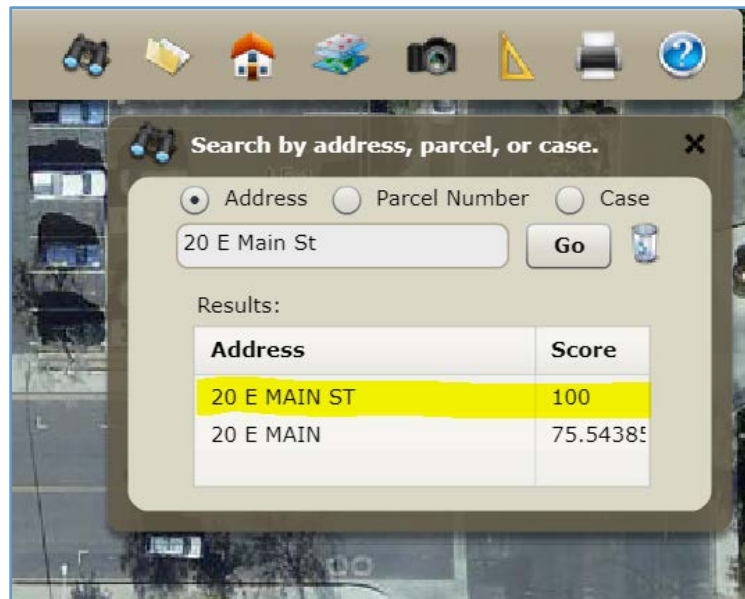 Search by address, parcel, or case.
Address Parcel Number Case
20 E Main St Go
Results:
Address Score
20 E MAIN ST 100
20 E MAIN 75.54385